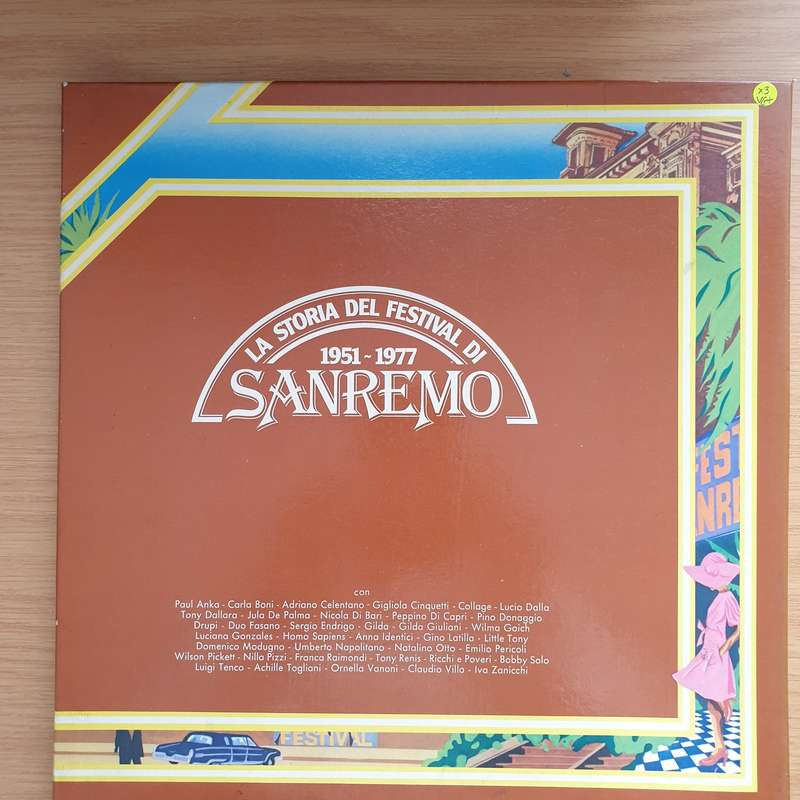 x3
VG+
LA STORIA DEL FESTIVAL DI
1951 - 1977
SANREMO
FEST
ANRE
con
Paul Anka - Carla Boni - Adriano Celentano - Gigliola Cinquetti - Collage - Lucio Dalla
Tony Dallara - Jula De Palma - Nicola Di Bari - Peppino Di Capri - Pino Donaggio
Drupi - Duo Fasano - Sergio Endrigo - Gilda - Gilda Giuliani - Wilma Goich
Luciana Gonzales - Homo Sapiens - Anna Identici - Gino Latilla - Little Tony
Domenico Modugno - Umberto Napolitano - Natalino Otto - Emilio Pericoli
Wilson Pickett - Nilla Pizzi - Franca Raimondi - Tony Renis - Ricchi e Poveri - Bobby Solo
Luigi Tenco - Achille Togliani - Ornella Vanoni - Claudio Villa - Iva Zanicchi
FESTIVAL